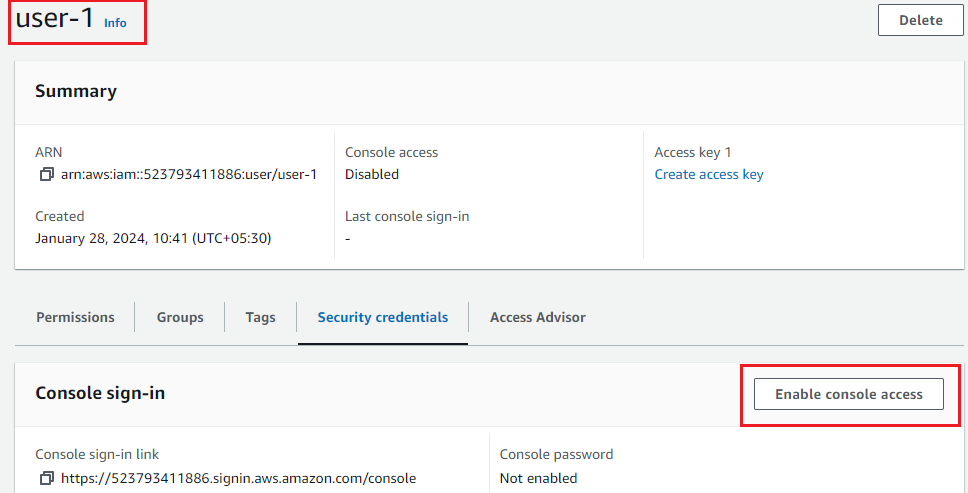 user-1 Info
Delete
Summary
ARN
arn:aws:iam::523793411886:user/user-1
Created
January 28, 2024, 10:41 (UTC+05:30)
Console access
Disabled
Last console sign-in
-
Access key 1
Create access key
Permissions
Groups
Tags
Security credentials
Access Advisor
Console sign-in
Enable console access
Console sign-in link
https://523793411886.signin.aws.amazon.com/console
Console password
Not enabled